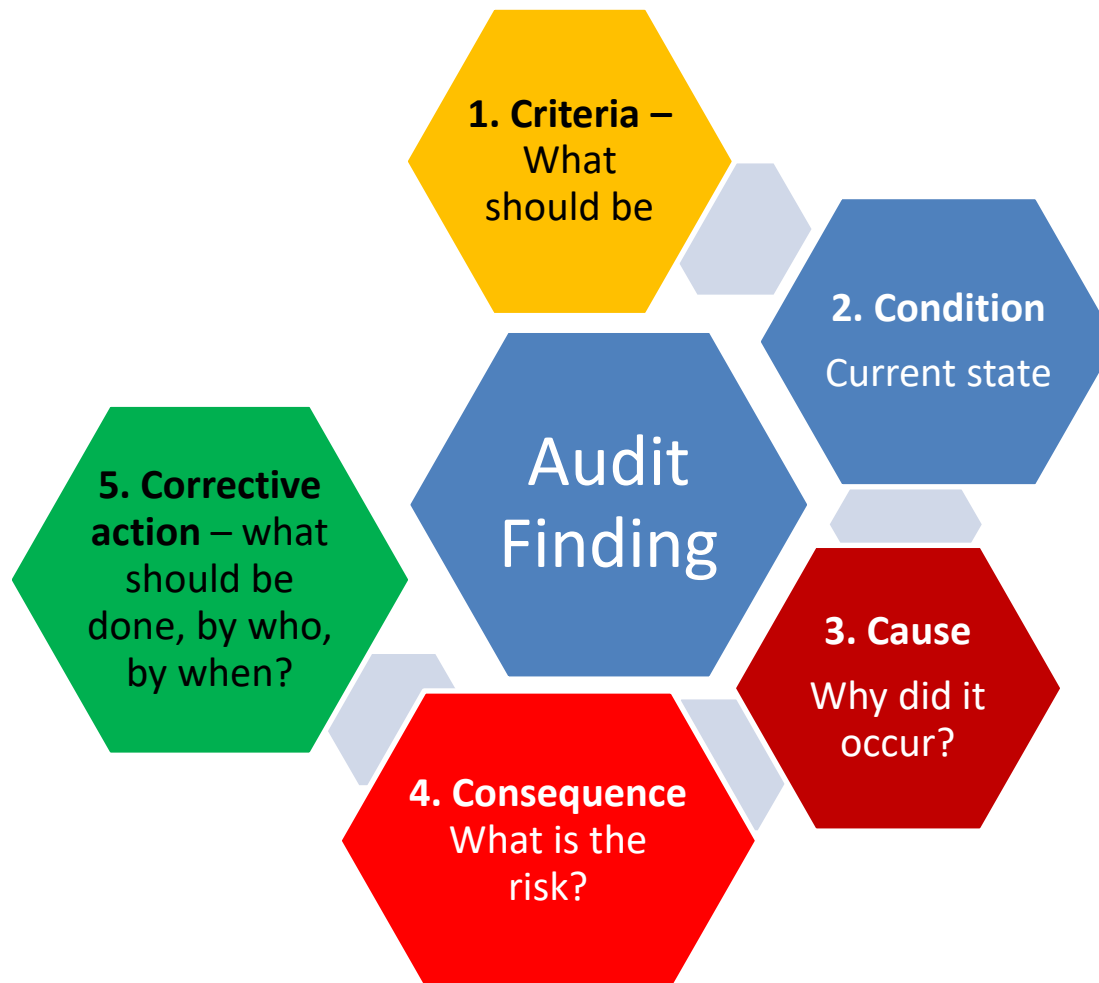 1. Criteria –
What
should be
2. Condition
Current state
Audit
Finding
3. Cause
Why did it
occur?
4. Consequence
What is the
risk?
5. Corrective
action – what
should be
done, by who,
by when?